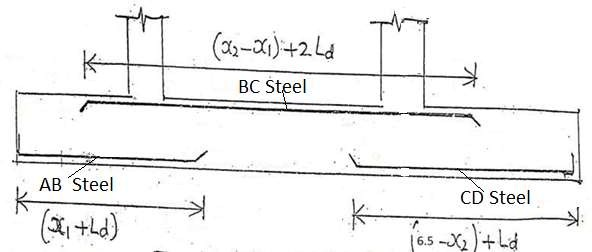 (x₂-x₁)+2Ld
BC Steel
AB Steel
CD Steel
(x₁+Ld)
(6.5-x₂)+Ld